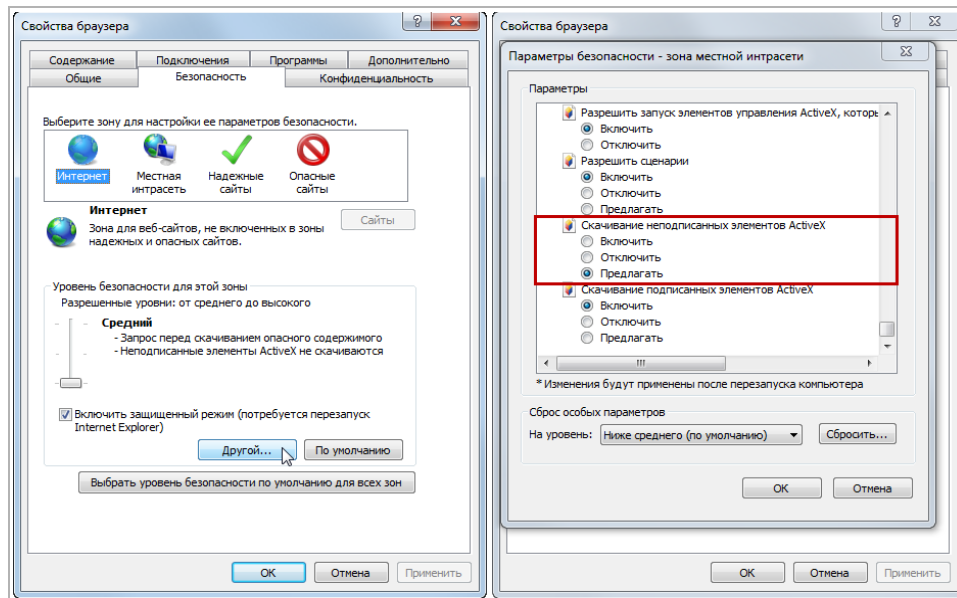 Свойства браузера
Содержание
Подключения
Программы
Дополнительно
Общие
Безопасность
Конфиденциальность
Выберите зону для настройки ее параметров безопасности.
Интернет
Местная
интрасеть
Надежные
сайты
Опасные
сайты
Интернет
Зона для веб-сайтов, не включенных в зоны
надежных и опасных сайтов.
Сайты
Уровень безопасности для этой зоны
Разрешенные уровни: от среднего до высокого
Средний
- Запрос перед скачиванием опасного содержимого
- Неподписанные элементы ActiveX не скачиваются
Включить защищенный режим (потребуется перезапуск
Internet Explorer)
Другой...
По умолчанию
Выбрать уровень безопасности по умолчанию для всех зон
ОК
Отмена
Применить
Свойства браузера
Параметры безопасности - зона местной интрасети
Параметры
Разрешить запуск элементов управления ActiveX, которы
Включить
Отключить
Разрешить сценарии
Включить
Отключить
Предлагать
Скачивание неподписанных элементов ActiveX
Включить
Отключить
Предлагать
Скачивание подписанных элементов ActiveX
Включить
Отключить
Предлагать
* Изменения будут применены после перезапуска компьютера
Сброс особых параметров
На уровень:
Ниже среднего (по умолчанию)
Сбросить...
ОК
Отмена
ОК
Отмена
Применить